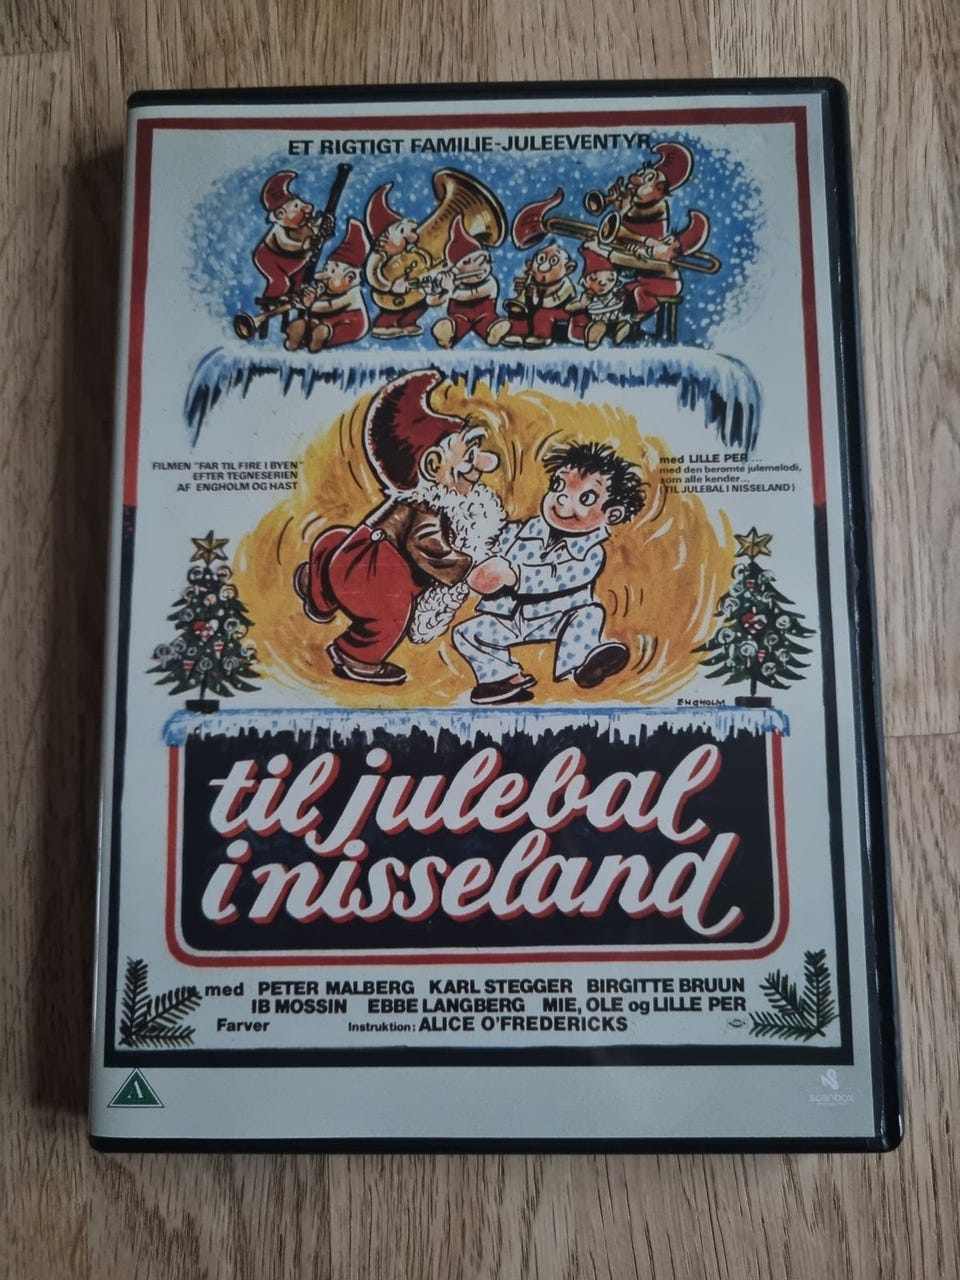 ET RIGTIGT FAMILIE-JULEEVENTYR
FILMEN "FAR TIL FIRE I BYEN"
EFTER TEGNESERIEN
AF ENGHOLM OG HAST
med LILLE PER...
med den berømte julemelodi,
som alle kender...
(TIL JULEBAL I NISSELAND)
ENGHOLM
til julebal
i nisseland
med PETER MALBERG KARL STEGGER BIRGITTE BRUUN
IB MOSSIN EBBE LANGBERG MIE, OLE og LILLE PER
Farver Instruktion: ALICE O'FREDERICKS
A
scanbox